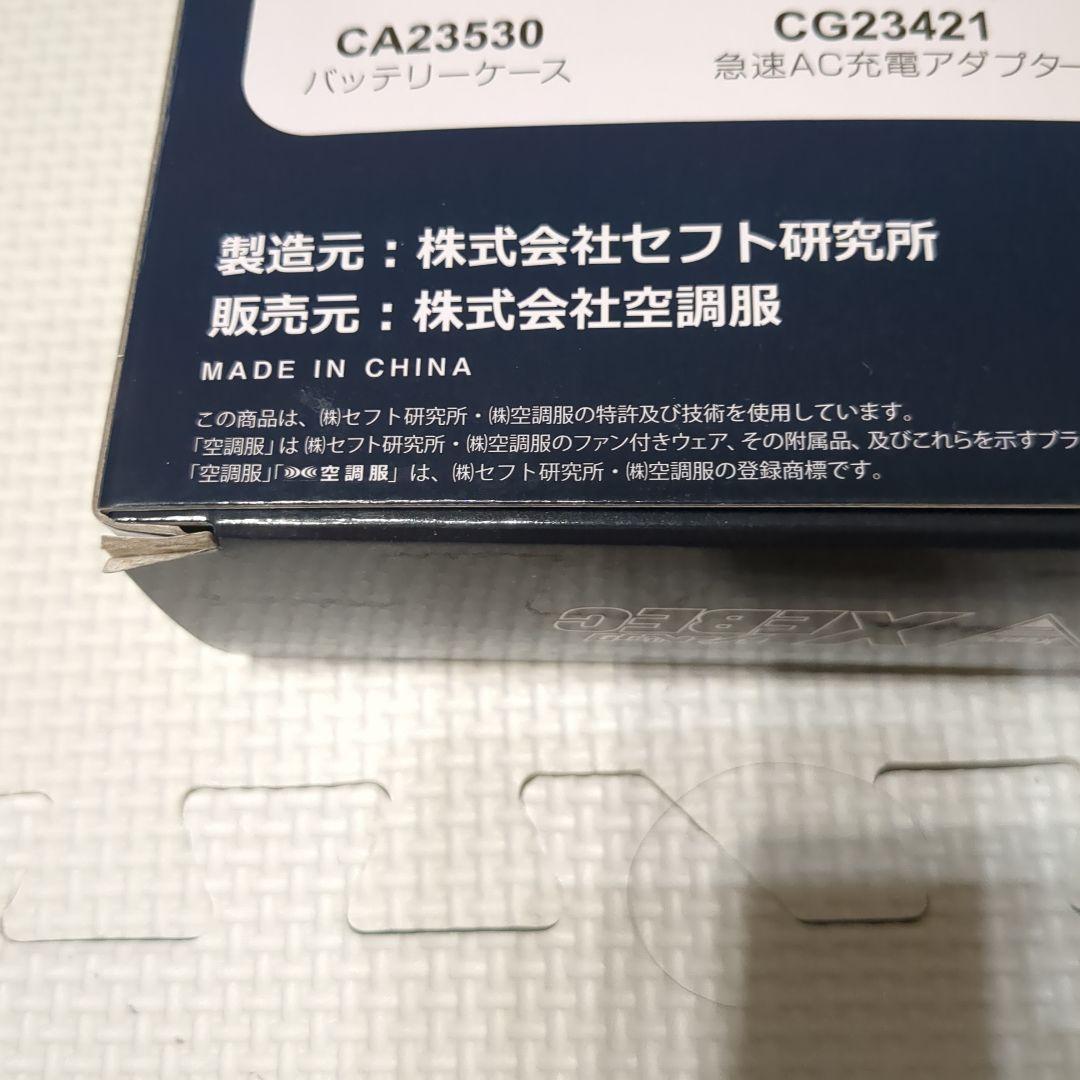 CA23530 CG23421
バッテリーケース 急速AC充電アダプター
製造元：株式会社セフト研究所
販売元：株式会社空調服
MADE IN CHINA
この商品は、㈱セフト研究所・㈱空調服の特許及び技術を使用しています。
「空調服」は ㈱セフト研究所・㈱空調服のファン付きウェア、その附属品、及びこれらを示すブラ
「空調服」「空調服」は、㈱セフト研究所・㈱空調服の登録商標です。
XEBEC